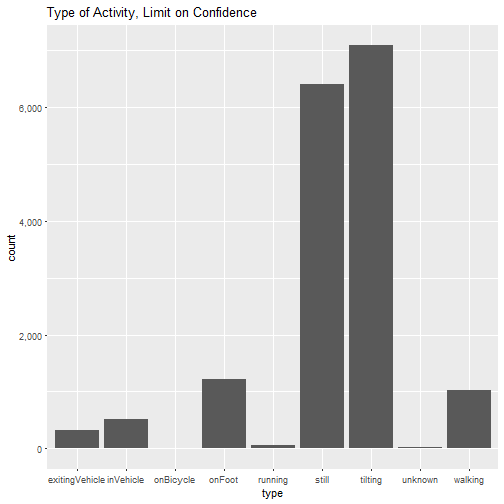 Type of Activity, Limit on Confidence
count
6,000
4,000
2,000
0
exitingVehicle inVehicle onBicycle onFoot running still tilting unknown walking
type